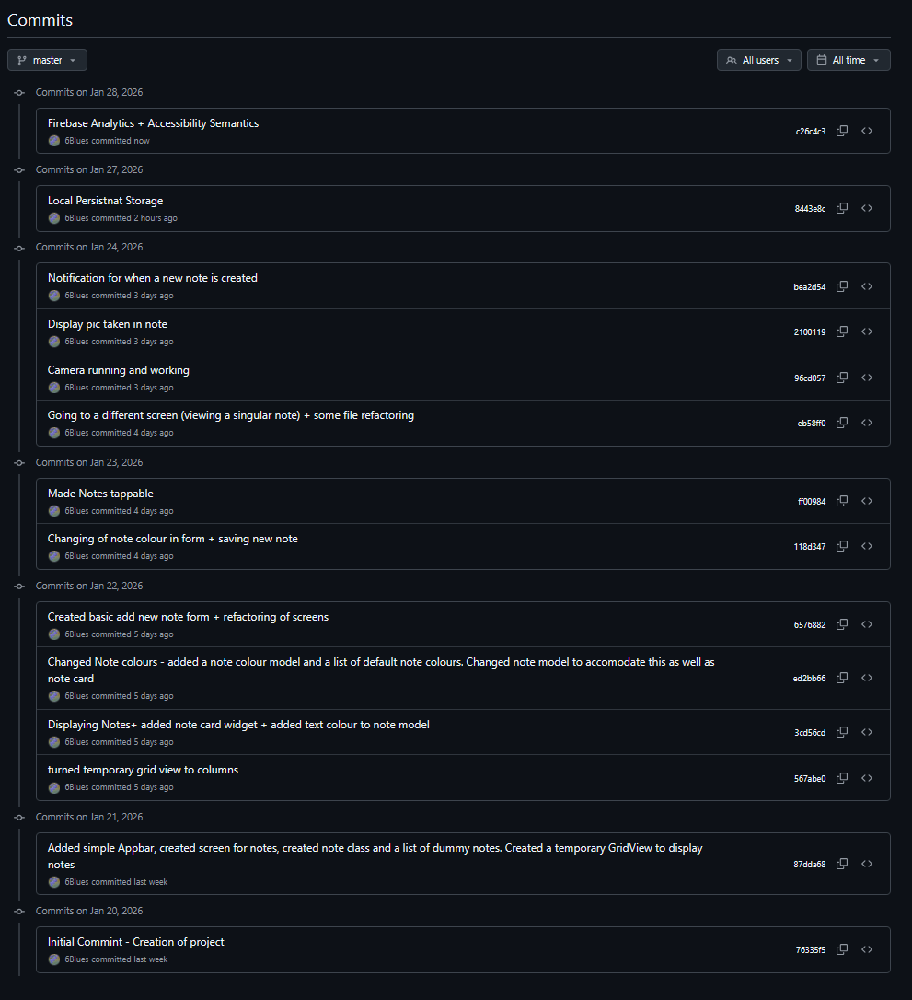 Commits
master
All users
All time
Commits on Jan 28, 2026
Firebase Analytics + Accessibility Semantics
c26c4c3
6Blues committed now
Commits on Jan 27, 2026
Local Persistnat Storage
8443e8c
6Blues committed 2 hours ago
Commits on Jan 24, 2026
Notification for when a new note is created
bea2d54
6Blues committed 3 days ago
Display pic taken in note
2100119
6Blues committed 3 days ago
Camera running and working
96cd057
6Blues committed 3 days ago
Going to a different screen (viewing a singular note) + some file refactoring
eb58ff0
6Blues committed 4 days ago
Commits on Jan 23, 2026
Made Notes tappable
ff00984
6Blues committed 4 days ago
Changing of note colour in form + saving new note
118d347
6Blues committed 4 days ago
Commits on Jan 22, 2026
Created basic add new note form + refactoring of screens
6576882
6Blues committed 5 days ago
Changed Note colours - added a note colour model and a list of default note colours. Changed note model to accomodate this as well as
note card
ed2bb66
6Blues committed 5 days ago
Displaying Notes+ added note card widget + added text colour to note model
3cd56cd
6Blues committed 5 days ago
turned temporary grid view to columns
567abe0
6Blues committed 5 days ago
Commits on Jan 21, 2026
Added simple Appbar, created screen for notes, created note class and a list of dummy notes. Created a temporary GridView to display
notes
87dda68
6Blues committed last week
Commits on Jan 20, 2026
Initial Commint - Creation of project
76335f5
6Blues committed last week